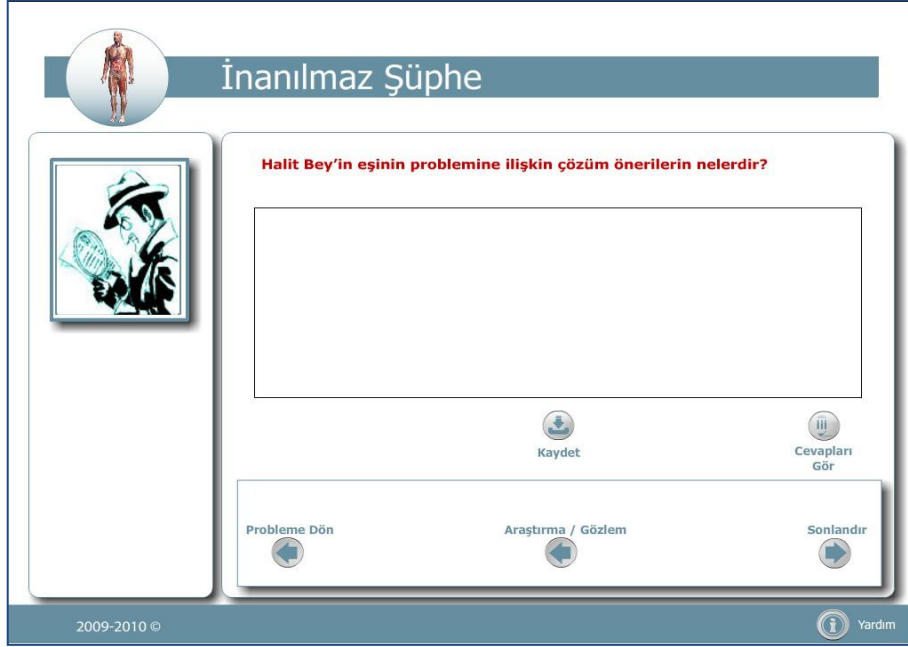 İnanılmaz Şüphe
Halit Bey'in eşinin problemine ilişkin çözüm önerilerin nelerdir?
Kaydet
Cevapları
Gör
Probleme Dön
Araştırma / Gözlem
Sonlandır
2009-2010 ©
Yardım